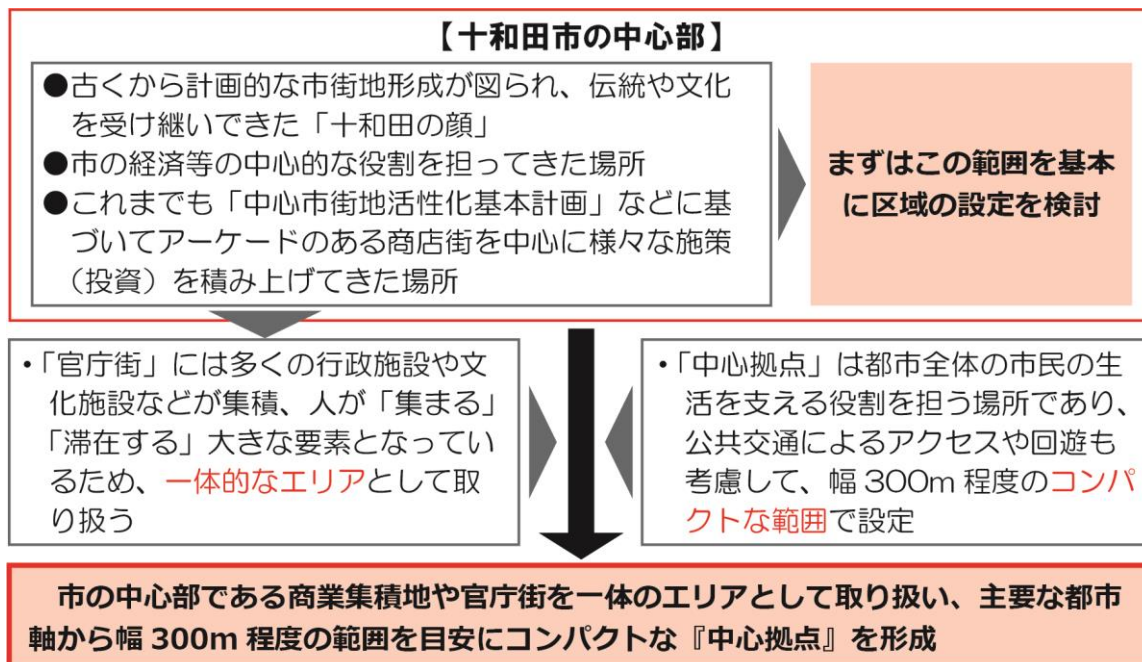 【十和田市の中心部】
●古くから計画的な市街地形成が図られ、伝統や文化
を受け継いできた「十和田の顔」
●市の経済等の中心的な役割を担ってきた場所
●これまでも「中心市街地活性化基本計画」などに基
づいてアーケードのある商店街を中心に様々な施策
（投資）を積み上げてきた場所
まずはこの範囲を基本
に区域の設定を検討
・「官庁街」には多くの行政施設や文
化施設などが集積、人が「集まる」
「滞在する」大きな要素となってい
るため、一体的なエリアとして取
り扱う
・「中心拠点」は都市全体の市民の生
活を支える役割を担う場所であり、
公共交通によるアクセスや回遊も
考慮して、幅 300m 程度のコンパ
クトな範囲で設定
市の中心部である商業集積地や官庁街を一体のエリアとして取り扱い、主要な都市
軸から幅 300m 程度の範囲を目安にコンパクトな『中心拠点』を形成